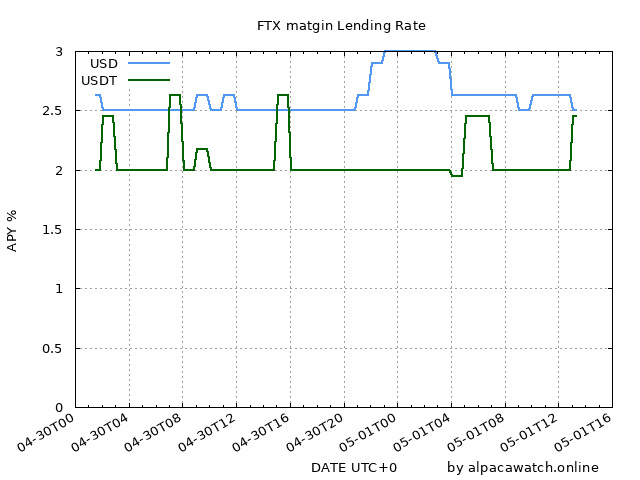 FTX matgin Lending Rate
USD
USDT
3
2.5
2
1.5
1
0.5
0
APY %
04-30T00
04-30T04
04-30T08
04-30T12
04-30T16
04-30T20
05-01T00
05-01T04
05-01T08
05-01T12
05-01T16
DATE UTC+0
by alpacawatch.online